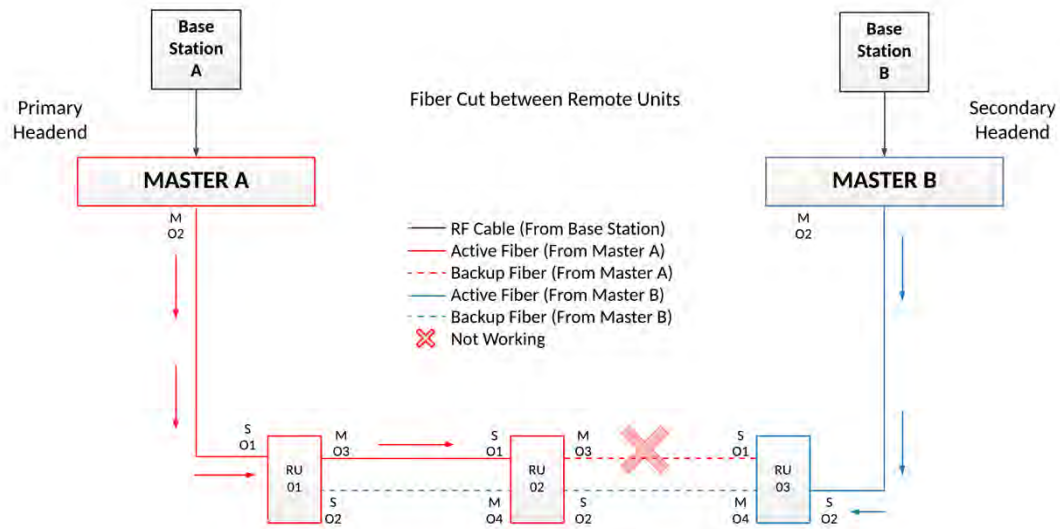 Base
Station
A
Base
Station
B
Primary
Headend
Fiber Cut between Remote Units
Secondary
Headend
MASTER A
MASTER B
M
O2
M
O2
RF Cable (From Base Station)
Active Fiber (From Master A)
Backup Fiber (From Master A)
Active Fiber (From Master B)
Backup Fiber (From Master B)
Not Working
S
O1
M
O3
S
O1
M
O3
S
O1
RU
01
RU
02
RU
03
S
O2
M
O4
S
O2
M
O4
S
O2